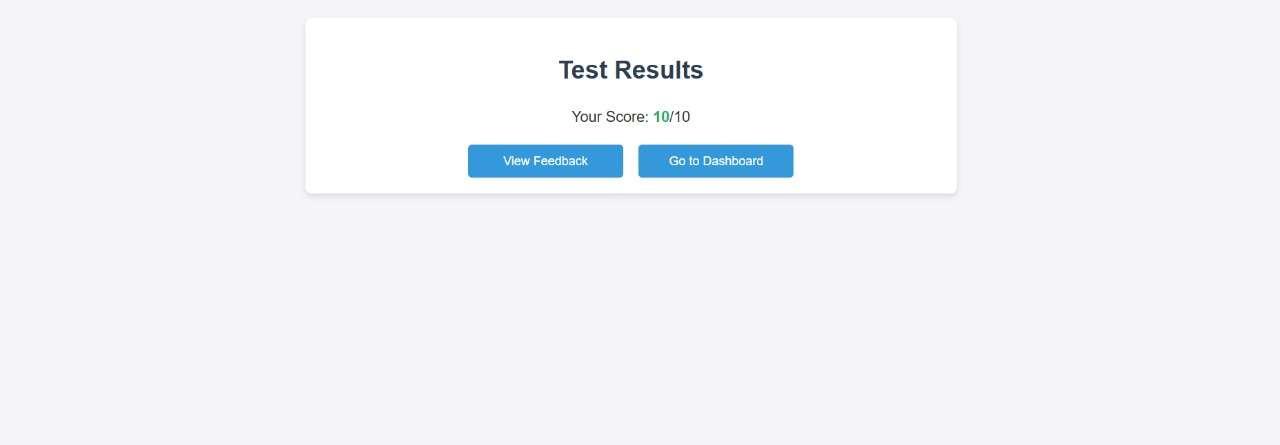 Test Results
Your Score: 10/10
View Feedback
Go to Dashboard